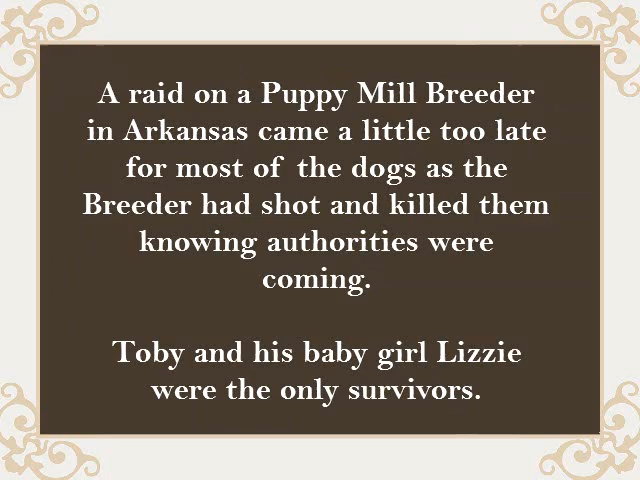 A raid on a Puppy Mill Breeder
in Arkansas came a little too late
for most of the dogs as the
Breeder had shot and killed them
knowing authorities were
coming.
Toby and his baby girl Lizzie
were the only survivors.